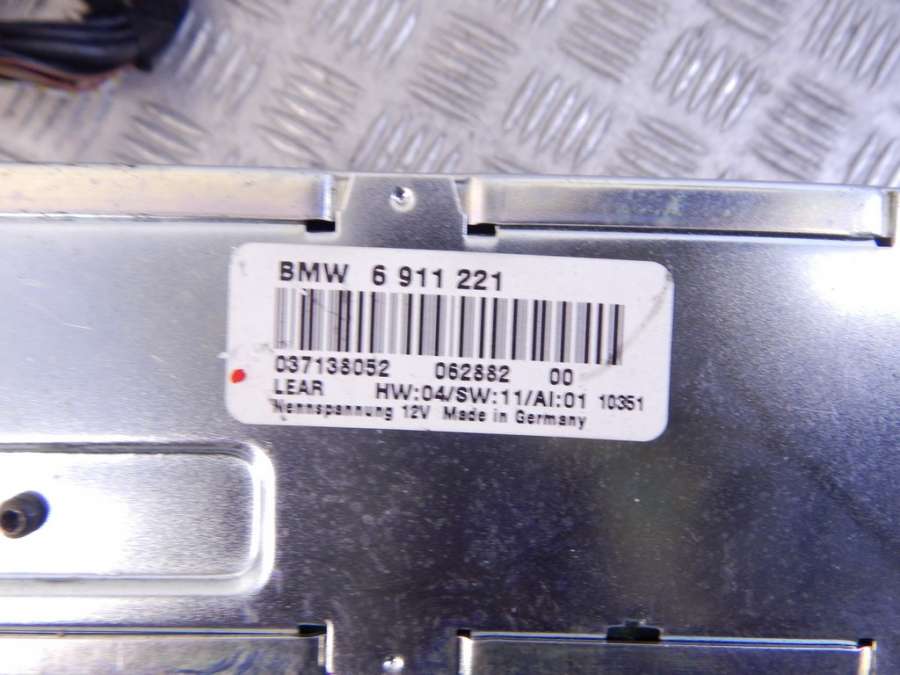 BMW 6 911 221
037138052 062882 00
LEAR HW:04/SW:11/AI:01 10351
Nennspannung 12V Made in Germany